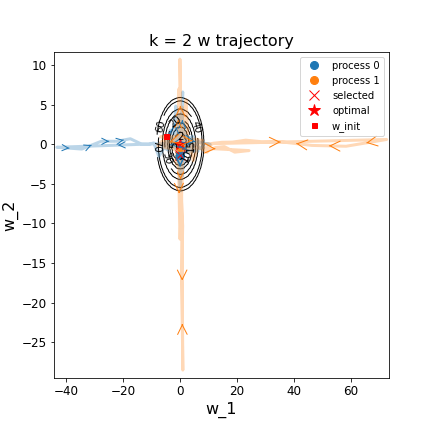 k = 2 w trajectory
process 0
process 1
selected
optimal
w_init
10
5
0
−5
−10
−15
−20
−25
w_2
−40
−20
0
20
40
60
w_1